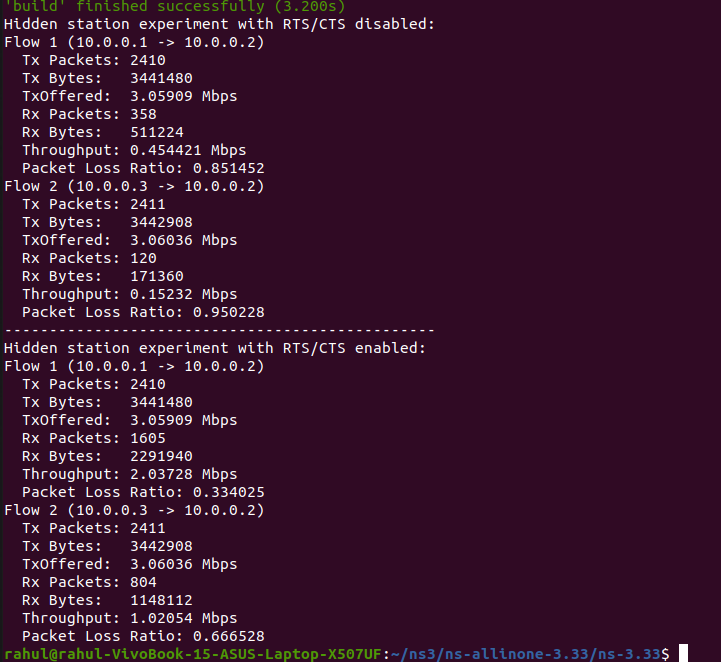 'build' finished successfully (3.200s)
Hidden station experiment with RTS/CTS disabled:
Flow 1 (10.0.0.1 -> 10.0.0.2)
  Tx Packets: 2410
  Tx Bytes:   3441480
  TxOffered:  3.05909 Mbps
  Rx Packets: 358
  Rx Bytes:   511224
  Throughput: 0.454421 Mbps
  Packet Loss Ratio: 0.851452
Flow 2 (10.0.0.3 -> 10.0.0.2)
  Tx Packets: 2411
  Tx Bytes:   3442908
  TxOffered:  3.06036 Mbps
  Rx Packets: 120
  Rx Bytes:   171360
  Throughput: 0.15232 Mbps
  Packet Loss Ratio: 0.950228
------------------------------------------------
Hidden station experiment with RTS/CTS enabled:
Flow 1 (10.0.0.1 -> 10.0.0.2)
  Tx Packets: 2410
  Tx Bytes:   3441480
  TxOffered:  3.05909 Mbps
  Rx Packets: 1605
  Rx Bytes:   2291940
  Throughput: 2.03728 Mbps
  Packet Loss Ratio: 0.334025
Flow 2 (10.0.0.3 -> 10.0.0.2)
  Tx Packets: 2411
  Tx Bytes:   3442908
  TxOffered:  3.06036 Mbps
  Rx Packets: 804
  Rx Bytes:   1148112
  Throughput: 1.02054 Mbps
  Packet Loss Ratio: 0.666528
rahul@rahul-VivoBook-15-ASUS-Laptop-X507UF:~/ns3/ns-allinone-3.33/ns-3.33$